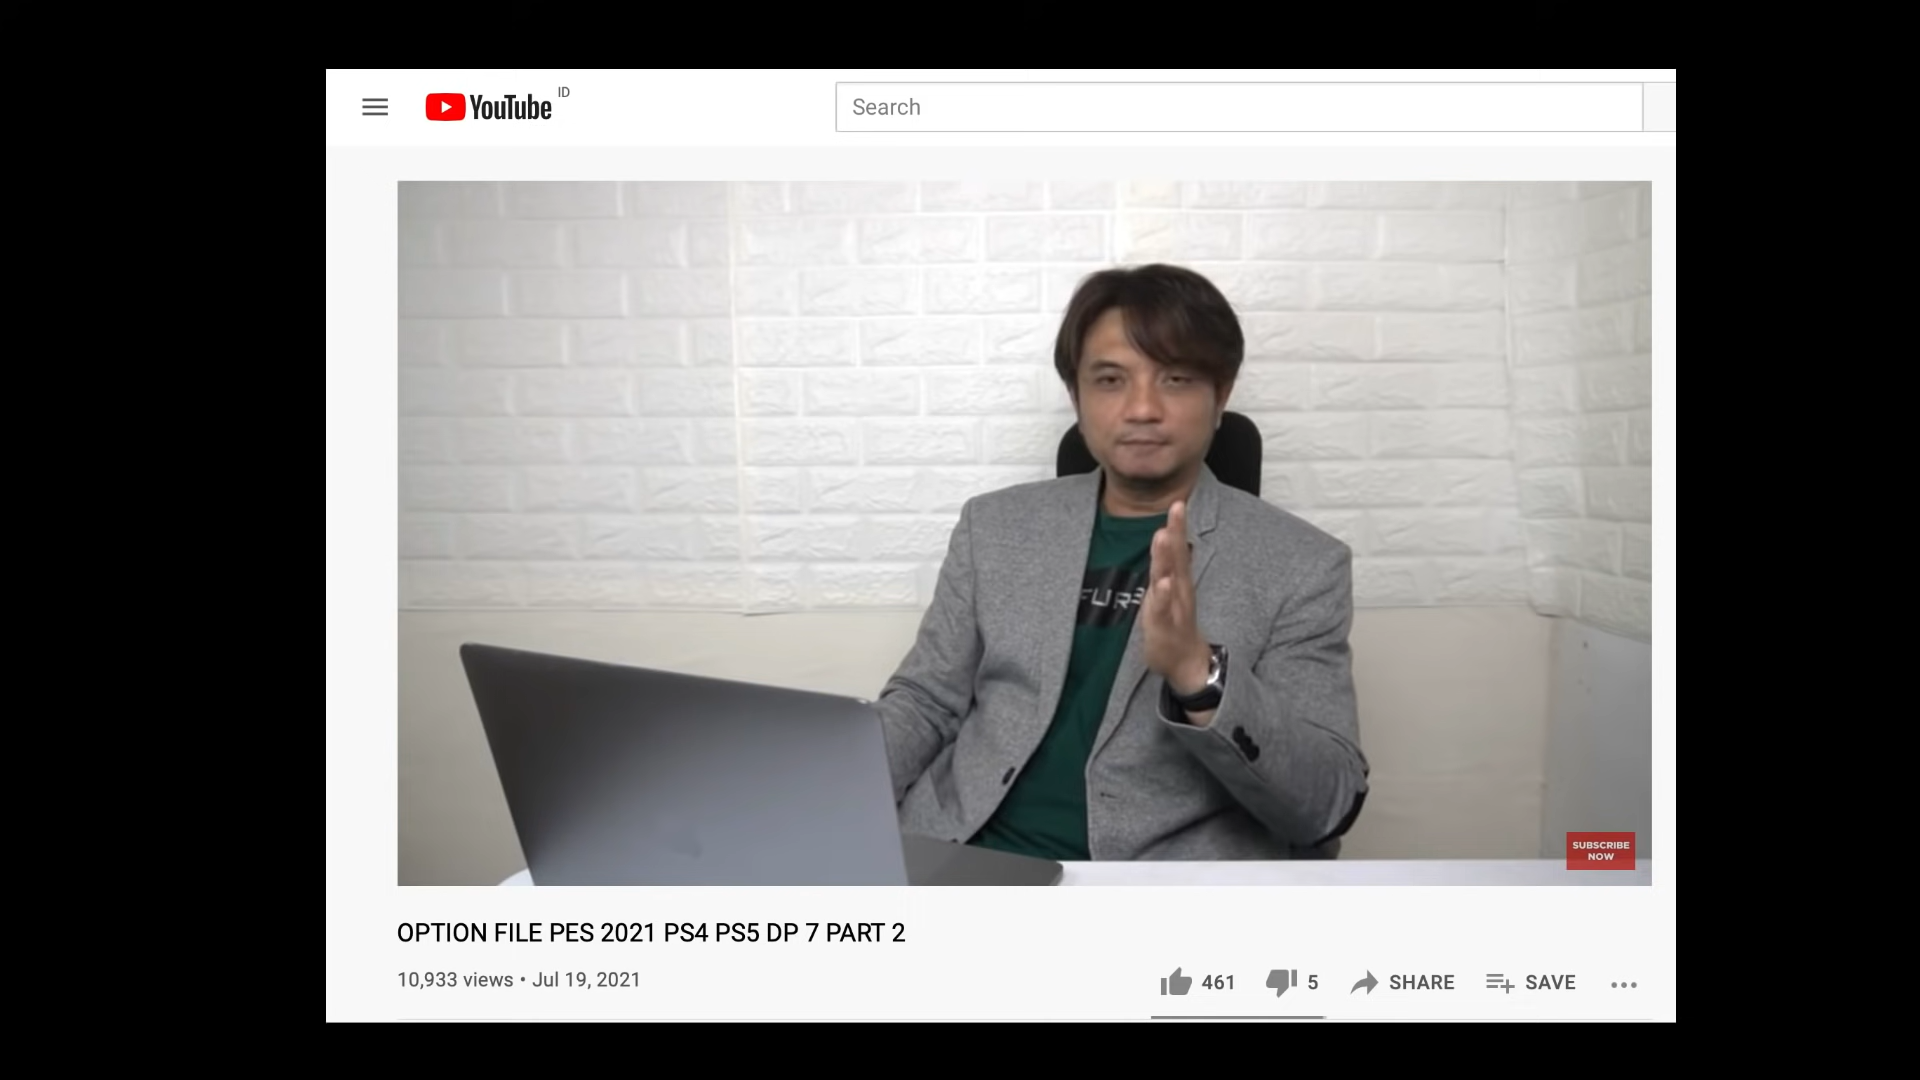 YouTube ID
Search
FUR
SUBSCRIBE
NOW
OPTION FILE PES 2021 PS4 PS5 DP 7 PART 2
10,933 views • Jul 19, 2021
461 5 SHARE SAVE